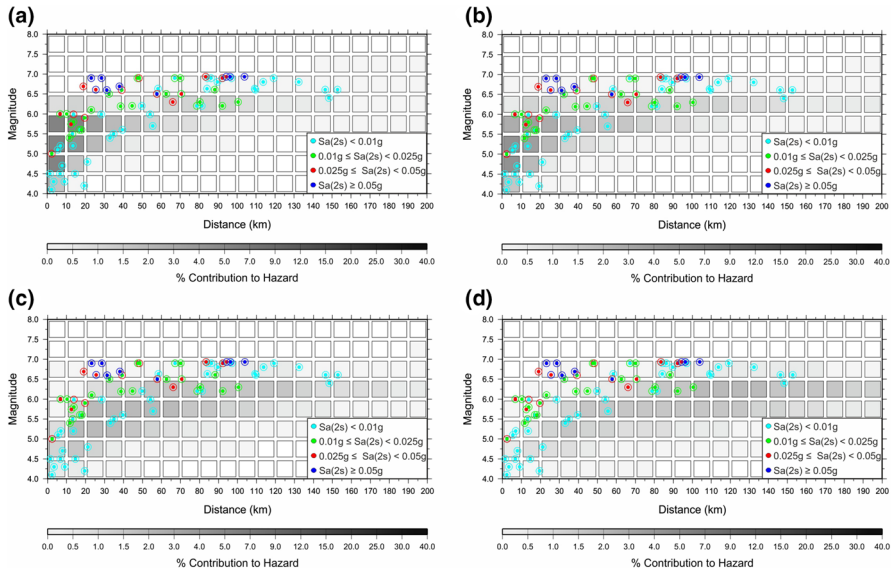 (a)
8.0
7.5
7.0
6.5
6.0
5.5
5.0
4.5
4.0
Magnitude
Sa(2s) < 0.01g
0.01g ≤ Sa(2s) < 0.025g
0.025g ≤ Sa(2s) < 0.05g
Sa(2s) ≥ 0.05g
0 10 20 30 40 50 60 70 80 90 100 110 120 130 140 150 160 170 180 190 200
Distance (km)
0.0 0.5 1.0 1.5 2.0 3.0 4.0 5.0 7.0 9.0 12.0 20.0 25.0 30.0 40.0
% Contribution to Hazard
(b)
8.0
7.5
7.0
6.5
6.0
5.5
5.0
4.5
4.0
Magnitude
Sa(2s) < 0.01g
0.01g ≤ Sa(2s) < 0.025g
0.025g ≤ Sa(2s) < 0.05g
Sa(2s) ≥ 0.05g
0 10 20 30 40 50 60 70 80 90 100 110 120 130 140 150 160 170 180 190 200
Distance (km)
0.0 0.5 1.0 1.5 2.0 3.0 4.0 5.0 7.0 9.0 12.0 20.0 25.0 30.0 40.0
% Contribution to Hazard
(c)
8.0
7.5
7.0
6.5
6.0
5.5
5.0
4.5
4.0
Magnitude
Sa(2s) < 0.01g
0.01g ≤ Sa(2s) < 0.025g
0.025g ≤ Sa(2s) < 0.05g
Sa(2s) ≥ 0.05g
0 10 20 30 40 50 60 70 80 90 100 110 120 130 140 150 160 170 180 190 200
Distance (km)
0.0 0.5 1.0 1.5 2.0 3.0 4.0 5.0 7.0 9.0 12.0 20.0 25.0 30.0 40.0
% Contribution to Hazard
(d)
8.0
7.5
7.0
6.5
6.0
5.5
5.0
4.5
4.0
Magnitude
Sa(2s) < 0.01g
0.01g ≤ Sa(2s) < 0.025g
0.025g ≤ Sa(2s) < 0.05g
Sa(2s) ≥ 0.05g
0 10 20 30 40 50 60 70 80 90 100 110 120 130 140 150 160 170 180 190 200
Distance (km)
0.0 0.5 1.0 1.5 2.0 3.0 4.0 5.0 7.0 9.0 12.0 20.0 25.0 30.0 40.0
% Contribution to Hazard